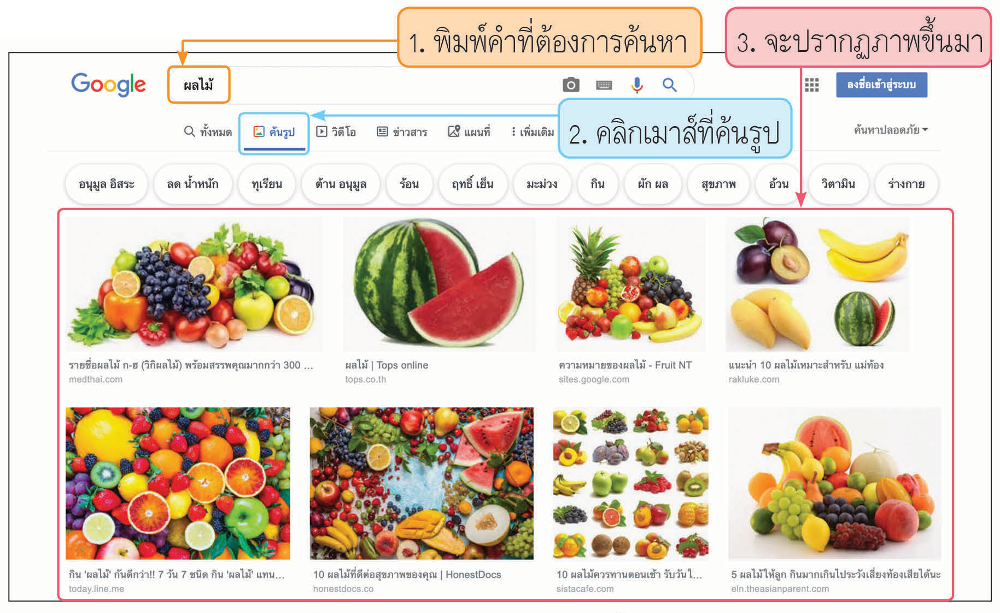 1. พิมพ์คำที่ต้องการค้นหา
3. จะปรากฏภาพขึ้นมา
Google
ผลไม้
ลงชื่อเข้าสู่ระบบ
ทั้งหมด
ค้นรูป
วิดีโอ
ข่าวสาร
แผนที่
เพิ่มเติม
2. คลิกเมาส์ที่ค้นรูป
ค้นหาปลอดภัย
อนุมูล อิสระ
ลด น้ำหนัก
ทุเรียน
ต้าน อนุมูล
ร้อน
ฤทธิ์ เย็น
มะม่วง
กิน
ผัก ผล
สุขภาพ
อ้วน
วิตามิน
ร่างกาย
รายชื่อผลไม้ ก-ฮ (วิกิผลไม้) พร้อมสรรพคุณมากกว่า 300 ...
medthai.com
ผลไม้ | Tops online
tops.co.th
ความหมายของผลไม้ - Fruit NT
sites.google.com
แนะนำ 10 ผลไม้เหมาะสำหรับ แม่ท้อง
rakluke.com
กิน 'ผลไม้' กันดีกว่า!! 7 วัน 7 ชนิด กิน 'ผลไม้' แทน...
today.line.me
10 ผลไม้ที่ดีต่อสุขภาพของคุณ | HonestDocs
honestdocs.co
10 ผลไม้ควรทานตอนเช้า รับวันใ...
sistacafe.com
5 ผลไม้ให้ลูก กินมากเกินไประวังเสี่ยงท้องเสียได้นะ
eln.theasianparent.com